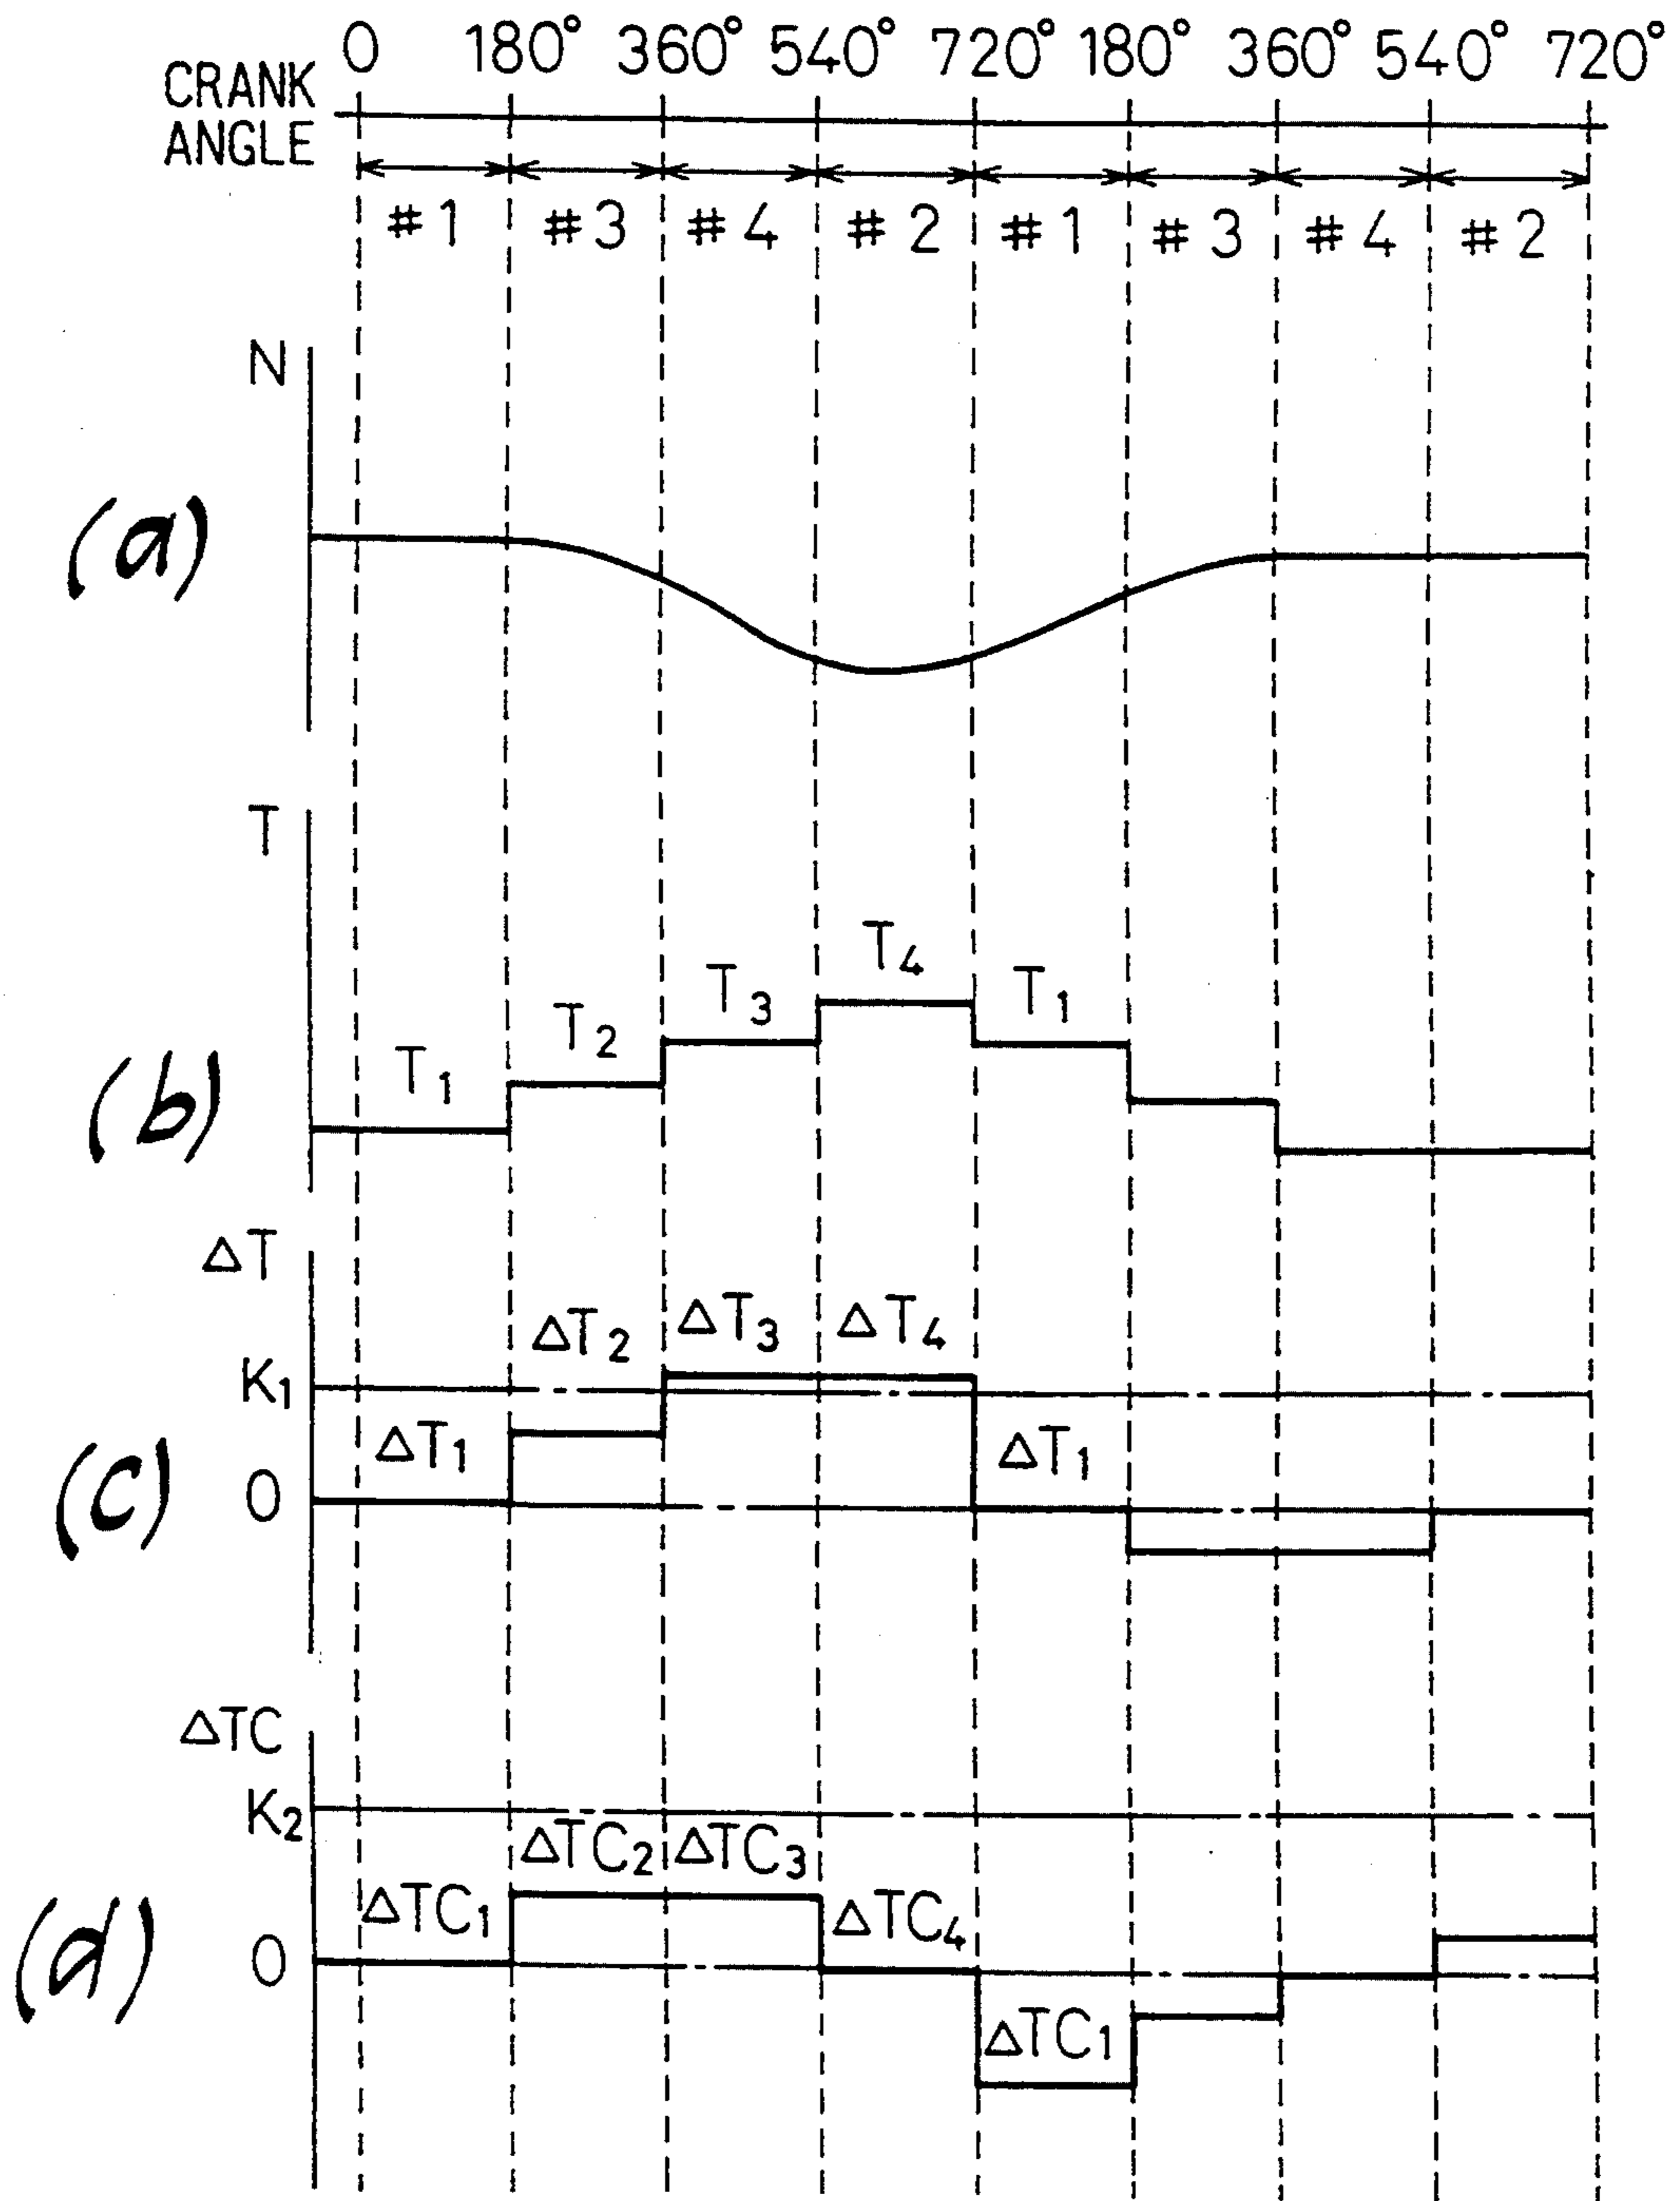 0 180° 360° 540° 720° 180° 360° 540° 720°
CRANK
ANGLE
#1 #3 #4 #2 #1 #3 #4 #2
N
(a)
T
T4
T3 T1
T2
T1
(b)
ΔT
ΔT2 ΔT3 ΔT4
K1
ΔT1 ΔT1
0
(c)
ΔTC
K2
ΔTC2 ΔTC3
ΔTC1 ΔTC4
0
(d)
ΔTC1